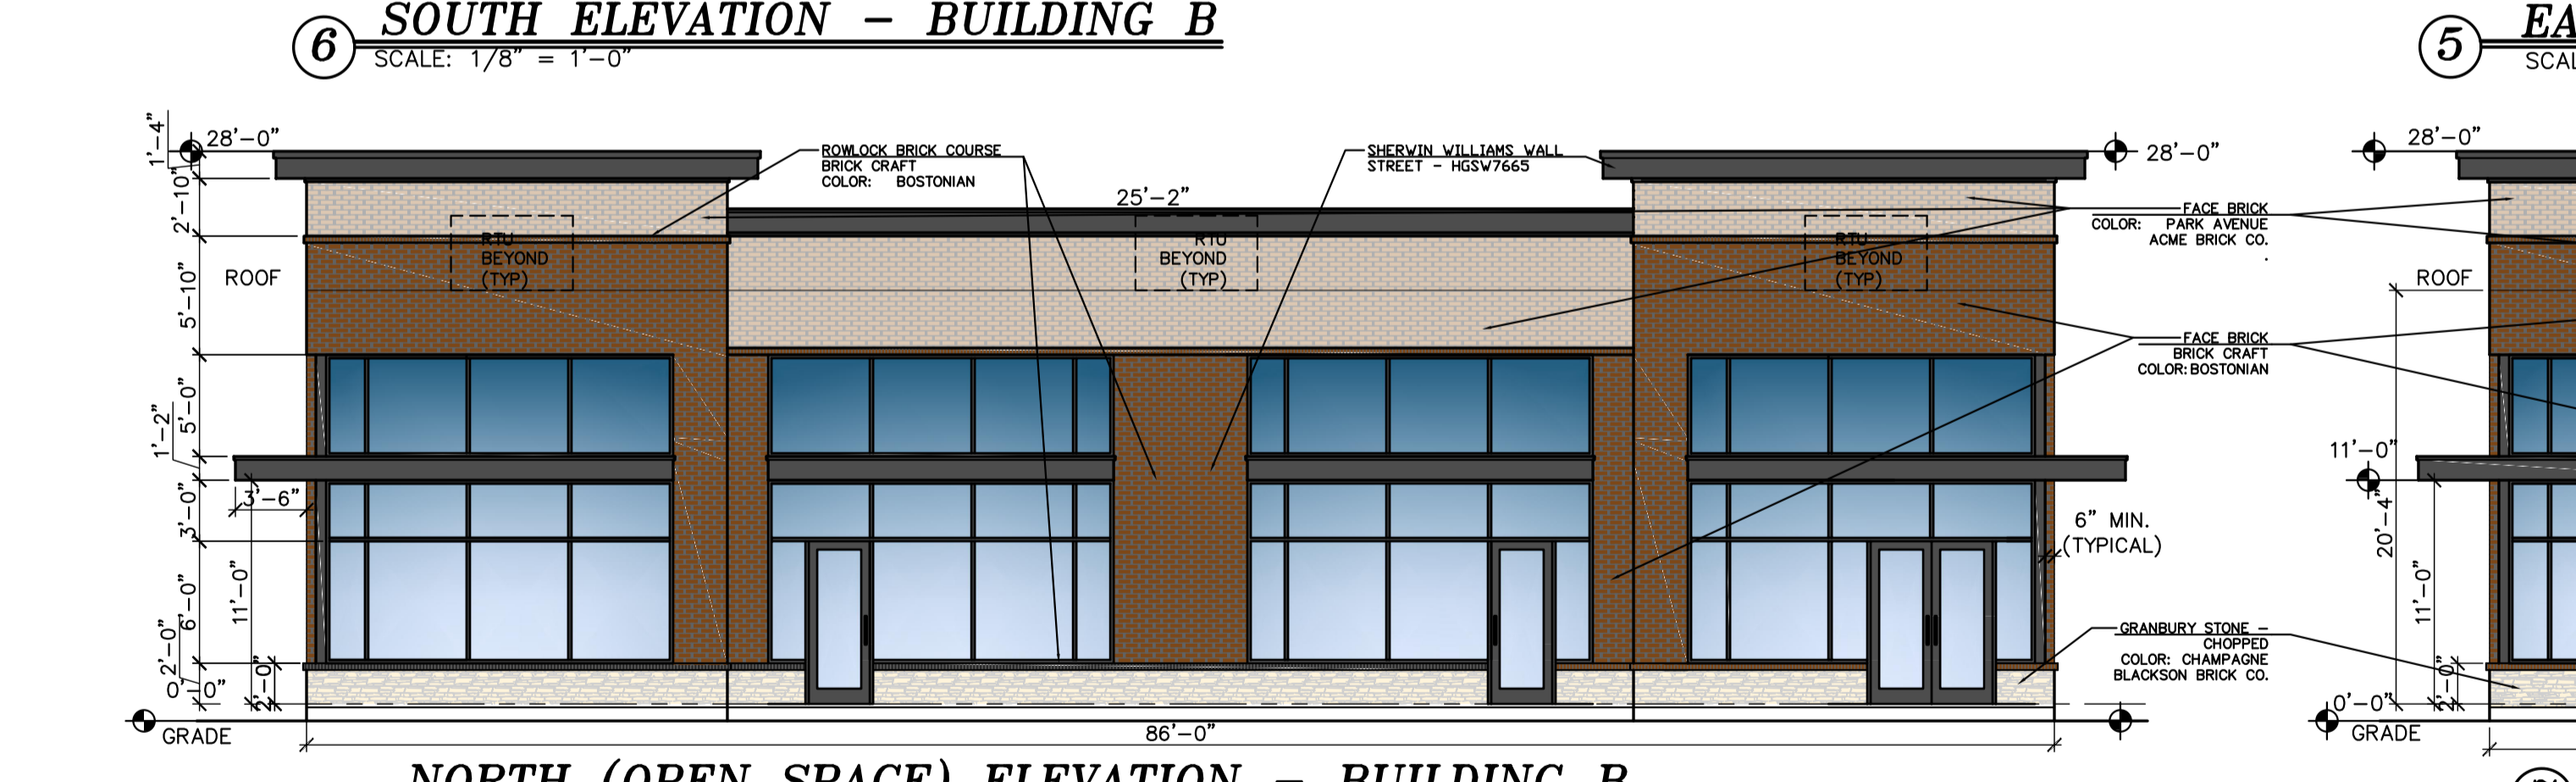 6
SOUTH ELEVATION – BUILDING B
SCALE: 1/8" = 1'-0"
5
EA
SCAL
1'-4"
28'-0"
2'-10"
ROOF
5'-10"
5'-0"
1'-2"
3'-6"
3'-0"
11'-0"
6'-0"
2'-0"
0'-0"
2'-0"
GRADE
ROWLOCK BRICK COURSE
BRICK CRAFT
COLOR: BOSTONIAN
25'-2"
SHERWIN WILLIAMS WALL
STREET – HGSW7665
RTU
BEYOND
(TYP)
RTU
BEYOND
(TYP)
RTU
BEYOND
(TYP)
28'-0"
FACE BRICK
COLOR: PARK AVENUE
ACME BRICK CO.
.
FACE BRICK
BRICK CRAFT
COLOR:BOSTONIAN
6" MIN.
(TYPICAL)
GRANBURY STONE –
CHOPPED
COLOR: CHAMPAGNE
BLACKSON BRICK CO.
86'-0"
28'-0"
ROOF
11'-0"
20'-4"
11'-0"
2'-0"
0'-0"
GRADE
NORTH (OPEN SPACE) ELEVATION – BUILDING B